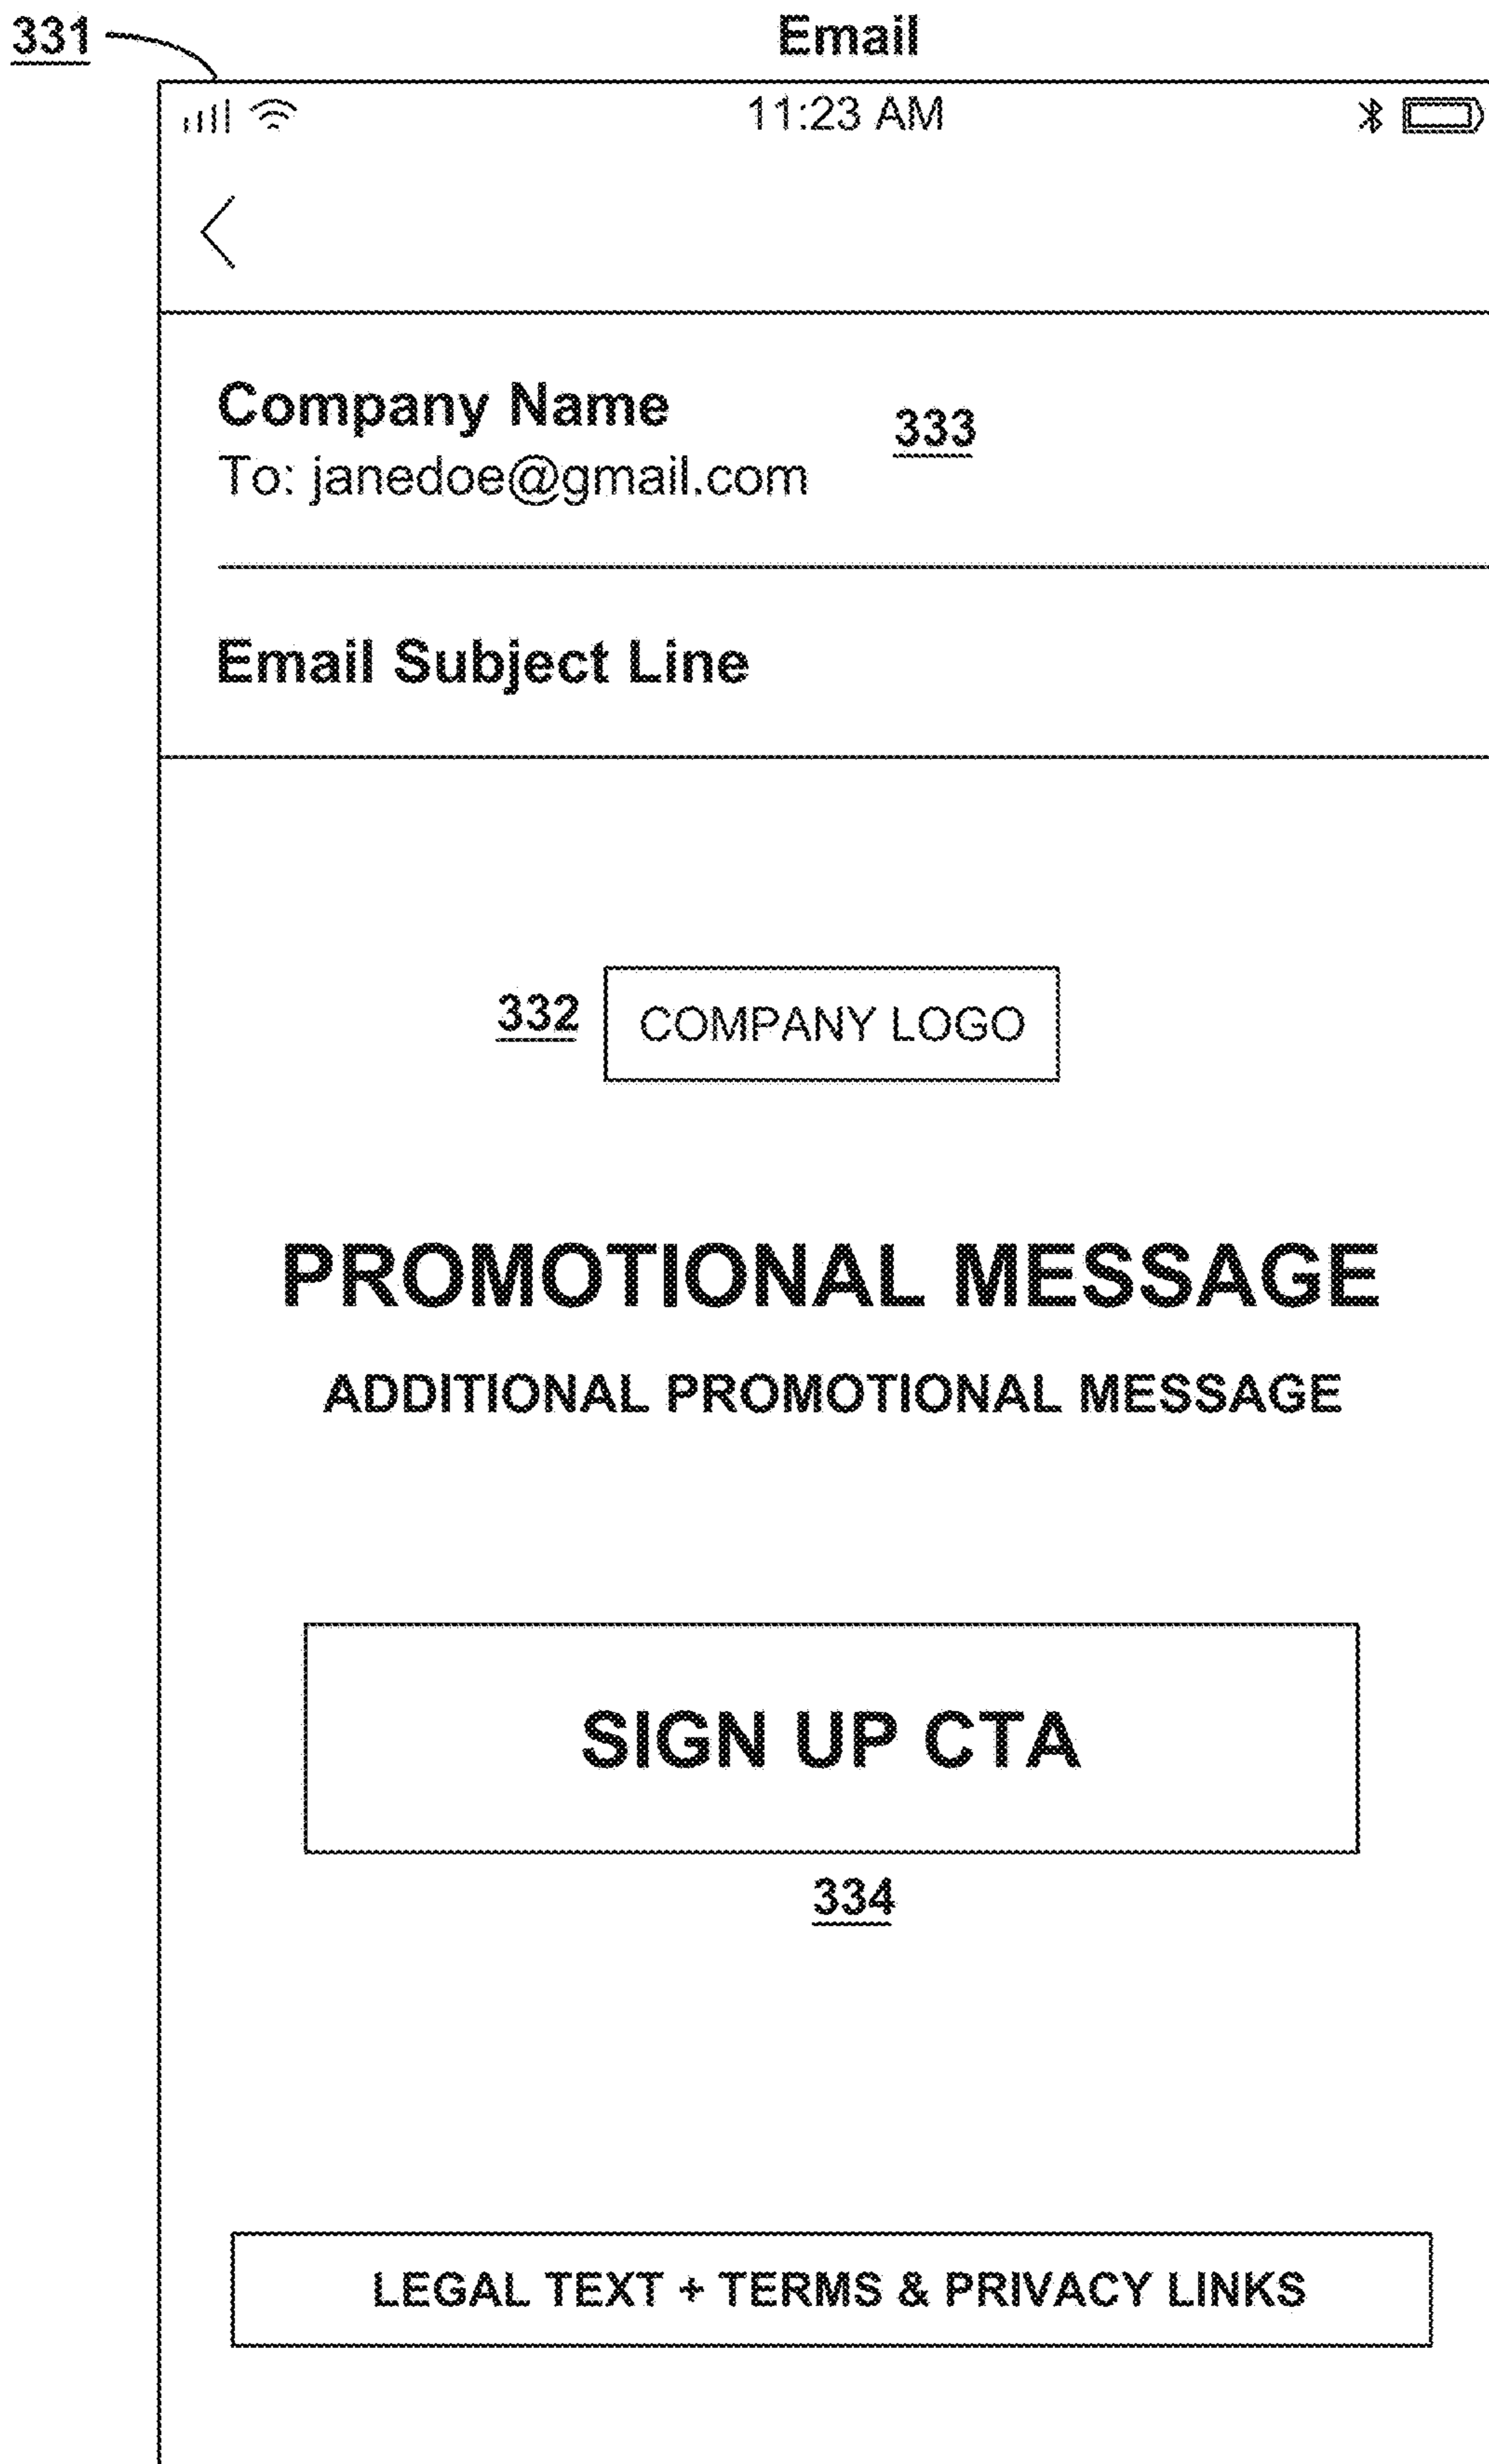 331
Email
11:23 AM
Company Name
333
To: janedoe@gmail.com
Email Subject Line
332
COMPANY LOGO
PROMOTIONAL MESSAGE
ADDITIONAL PROMOTIONAL MESSAGE
SIGN UP CTA
334
LEGAL TEXT + TERMS & PRIVACY LINKS